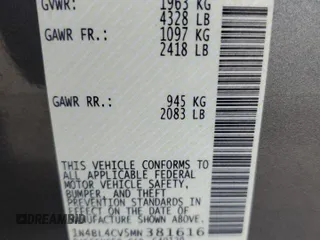 GVWR: 1963 KG
4328 LB
GAWR FR.: 1097 KG
2418 LB
GAWR RR.: 945 KG
2083 LB
THIS VEHICLE CONFORMS TO
ALL APPLICABLE FEDERAL
MOTOR VEHICLE SAFETY,
BUMPER, AND THEFT
PREVENTION STANDARDS IN
EFFECT ON THE DATE OF
MANUFACTURE SHOWN ABOVE.
1N4BL4CV5MN381616
DREAMBID